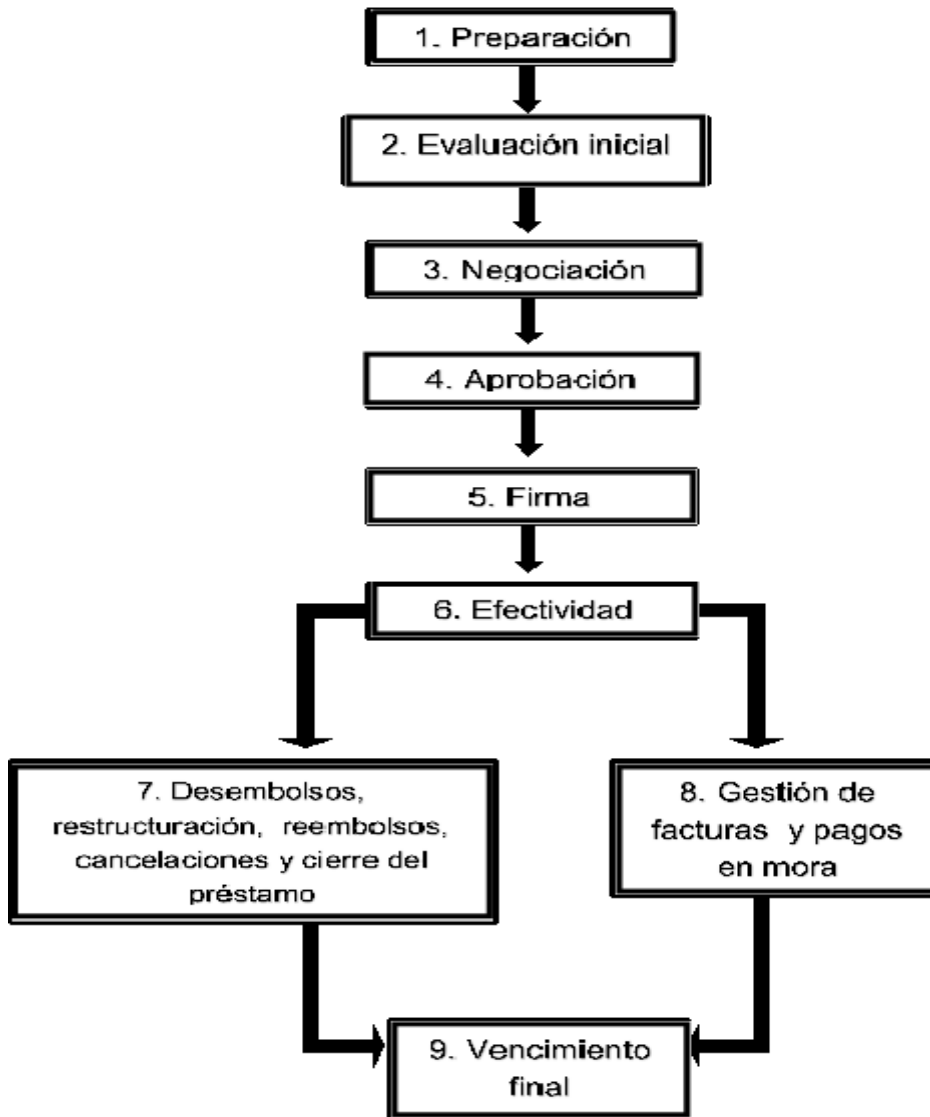 1. Preparación
2. Evaluación inicial
3. Negociación
4. Aprobación
5. Firma
6. Efectividad
7. Desembolsos,
restructuración, reembolsos,
cancelaciones y cierre del
préstamo
8. Gestión de
facturas y pagos
en mora
9. Vencimiento
final